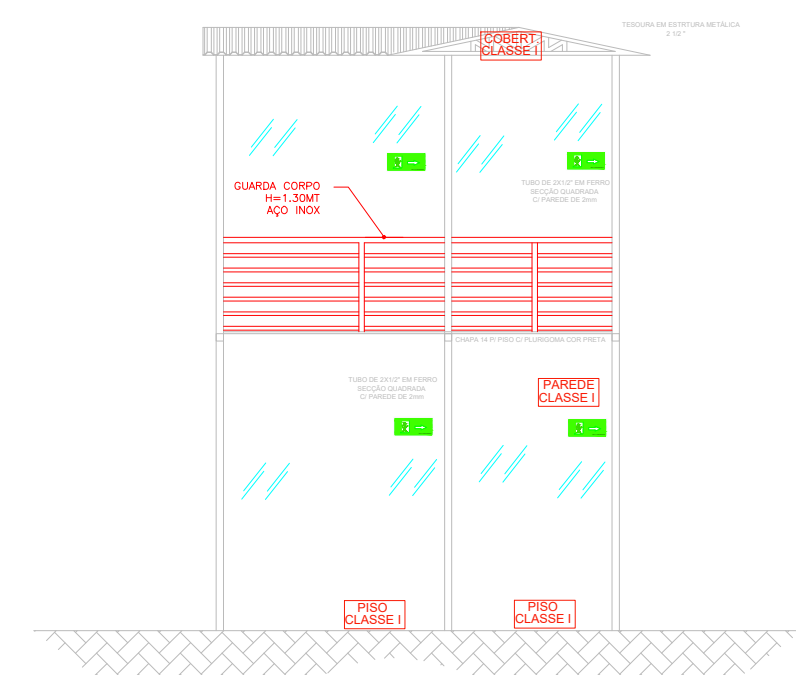 TESOURA EM ESTRTURA METÁLICA
2 1/2 "
COBERT
CLASSE I
TUBO DE 2X1/2" EM FERRO
SECÇÃO QUADRADA
C/ PAREDE DE 2mm
GUARDA CORPO
H=1.30MT
AÇO INOX
CHAPA 14 P/ PISO C/ PLURIGOMA COR PRETA
TUBO DE 2X1/2" EM FERRO
SECÇÃO QUADRADA
C/ PAREDE DE 2mm
PAREDE
CLASSE I
PISO
CLASSE I
PISO
CLASSE I